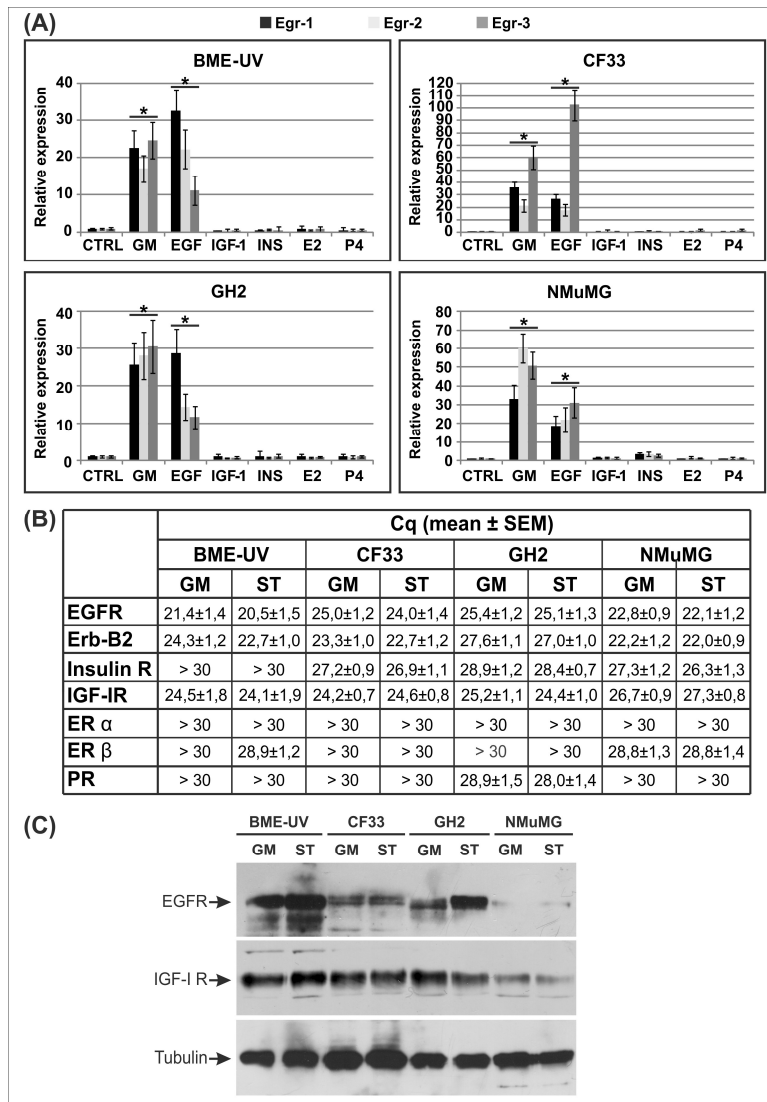 (A)
Egr-1 Egr-2 Egr-3
BME-UV
Relative expression
40
30
20
10
0
* *
CTRL GM EGF IGF-1 INS E2 P4
CF33
Relative expression
120
110
100
90
80
70
60
50
40
30
20
10
0
* *
CTRL GM EGF IGF-1 INS E2 P4
GH2
Relative expression
40
30
20
10
0
* *
CTRL GM EGF IGF-1 INS E2 P4
NMuMG
Relative expression
80
70
60
50
40
30
20
10
0
* *
CTRL GM EGF IGF-1 INS E2 P4
(B)
Cq (mean ± SEM)
BME-UV CF33 GH2 NMuMG
GM ST GM ST GM ST GM ST
EGFR 21,4±1,4 20,5±1,5 25,0±1,2 24,0±1,4 25,4±1,2 25,1±1,3 22,8±0,9 22,1±1,2
Erb-B2 24,3±1,2 22,7±1,0 23,3±1,0 22,7±1,2 27,6±1,1 27,0±1,0 22,2±1,2 22,0±0,9
Insulin R > 30 > 30 27,2±0,9 26,9±1,1 28,9±1,2 28,4±0,7 27,3±1,2 26,3±1,3
IGF-IR 24,5±1,8 24,1±1,9 24,2±0,7 24,6±0,8 25,2±1,1 24,4±1,0 26,7±0,9 27,3±0,8
ER α > 30 > 30 > 30 > 30 > 30 > 30 > 30 > 30
ER β > 30 28,9±1,2 > 30 > 30 > 30 > 30 28,8±1,3 28,8±1,4
PR > 30 > 30 > 30 > 30 28,9±1,5 28,0±1,4 > 30 > 30
(C)
BME-UV CF33 GH2 NMuMG
GM ST GM ST GM ST GM ST
EGFR
IGF-I R
Tubulin